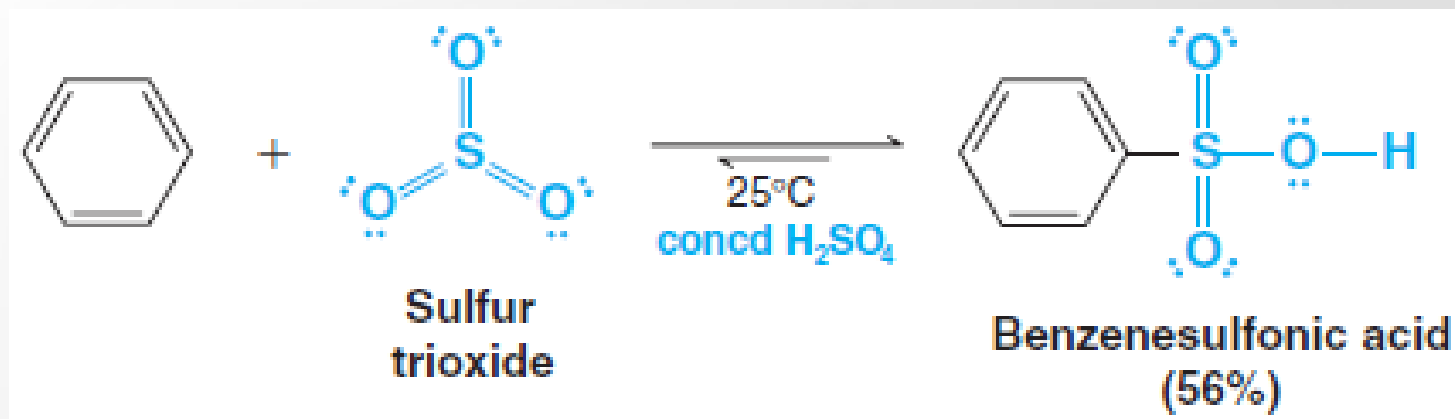 O
+ S
O O
25°C
concd H₂SO₄
Sulfur
trioxide
O
S O H
O
Benzenesulfonic acid
(56%)